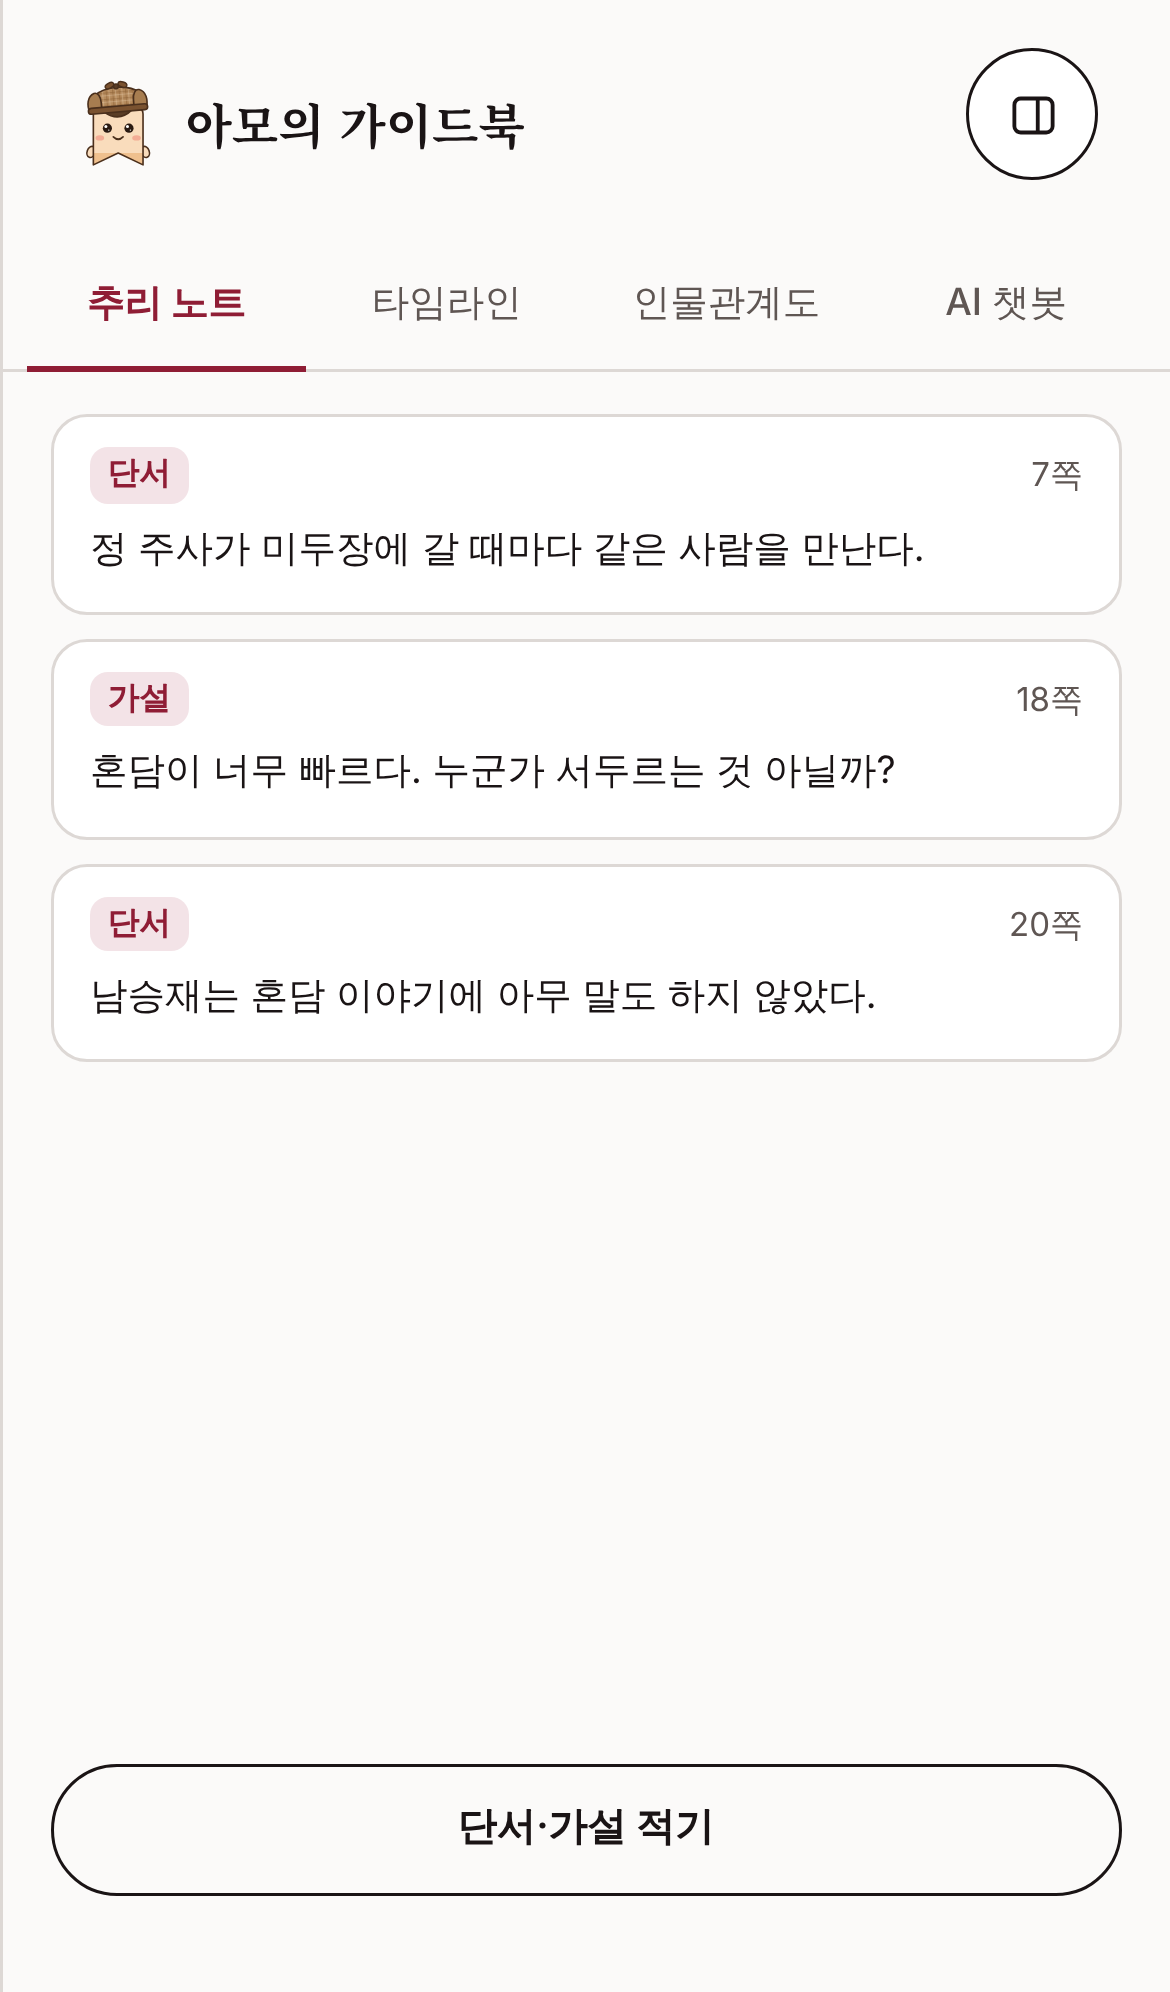 아모의 가이드북
추리 노트 타임라인 인물관계도 AI 챗봇
단서 7쪽
정 주사가 미두장에 갈 때마다 같은 사람을 만난다.
가설 18쪽
혼담이 너무 빠르다. 누군가 서두르는 것 아닐까?
단서 20쪽
남승재는 혼담 이야기에 아무 말도 하지 않았다.
단서·가설 적기